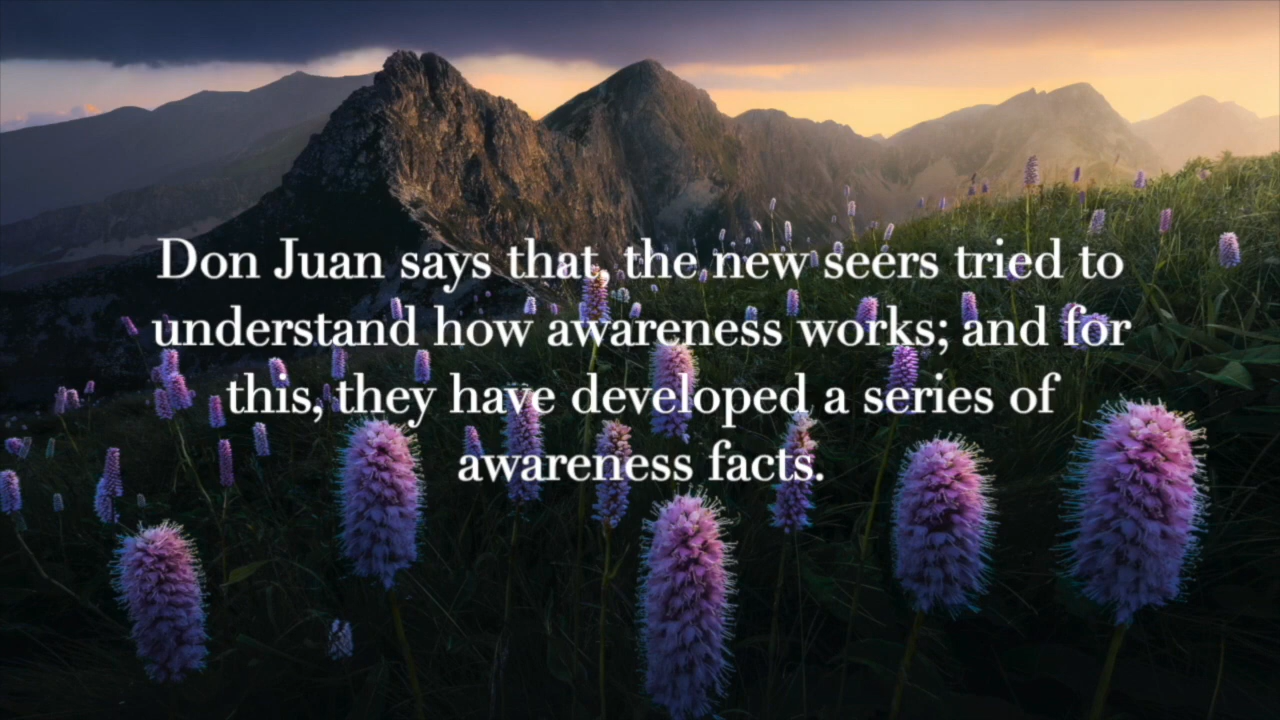 Don Juan says that, the new seers tried to
understand how awareness works; and for
this, they have developed a series of
awareness facts.